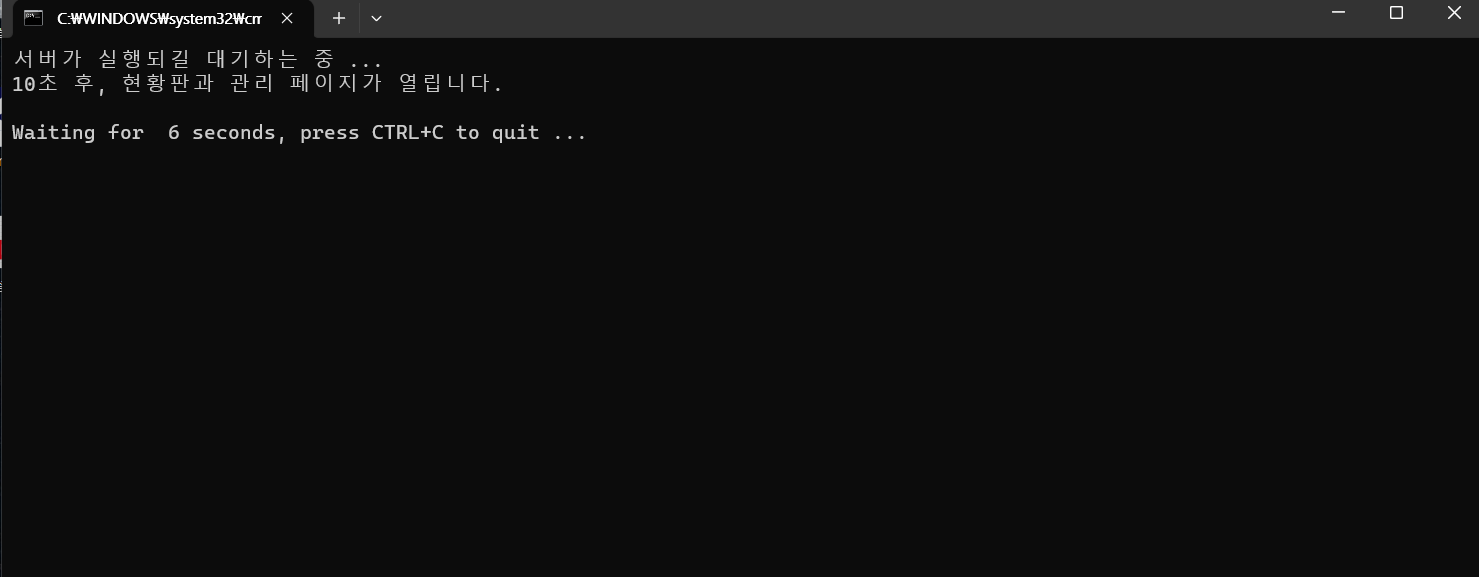 C:₩WINDOWS₩system32₩cm
서버가 실행되길 대기하는 중 ...
10초 후, 현황판과 관리 페이지가 열립니다.
Waiting for  6 seconds, press CTRL+C to quit ...